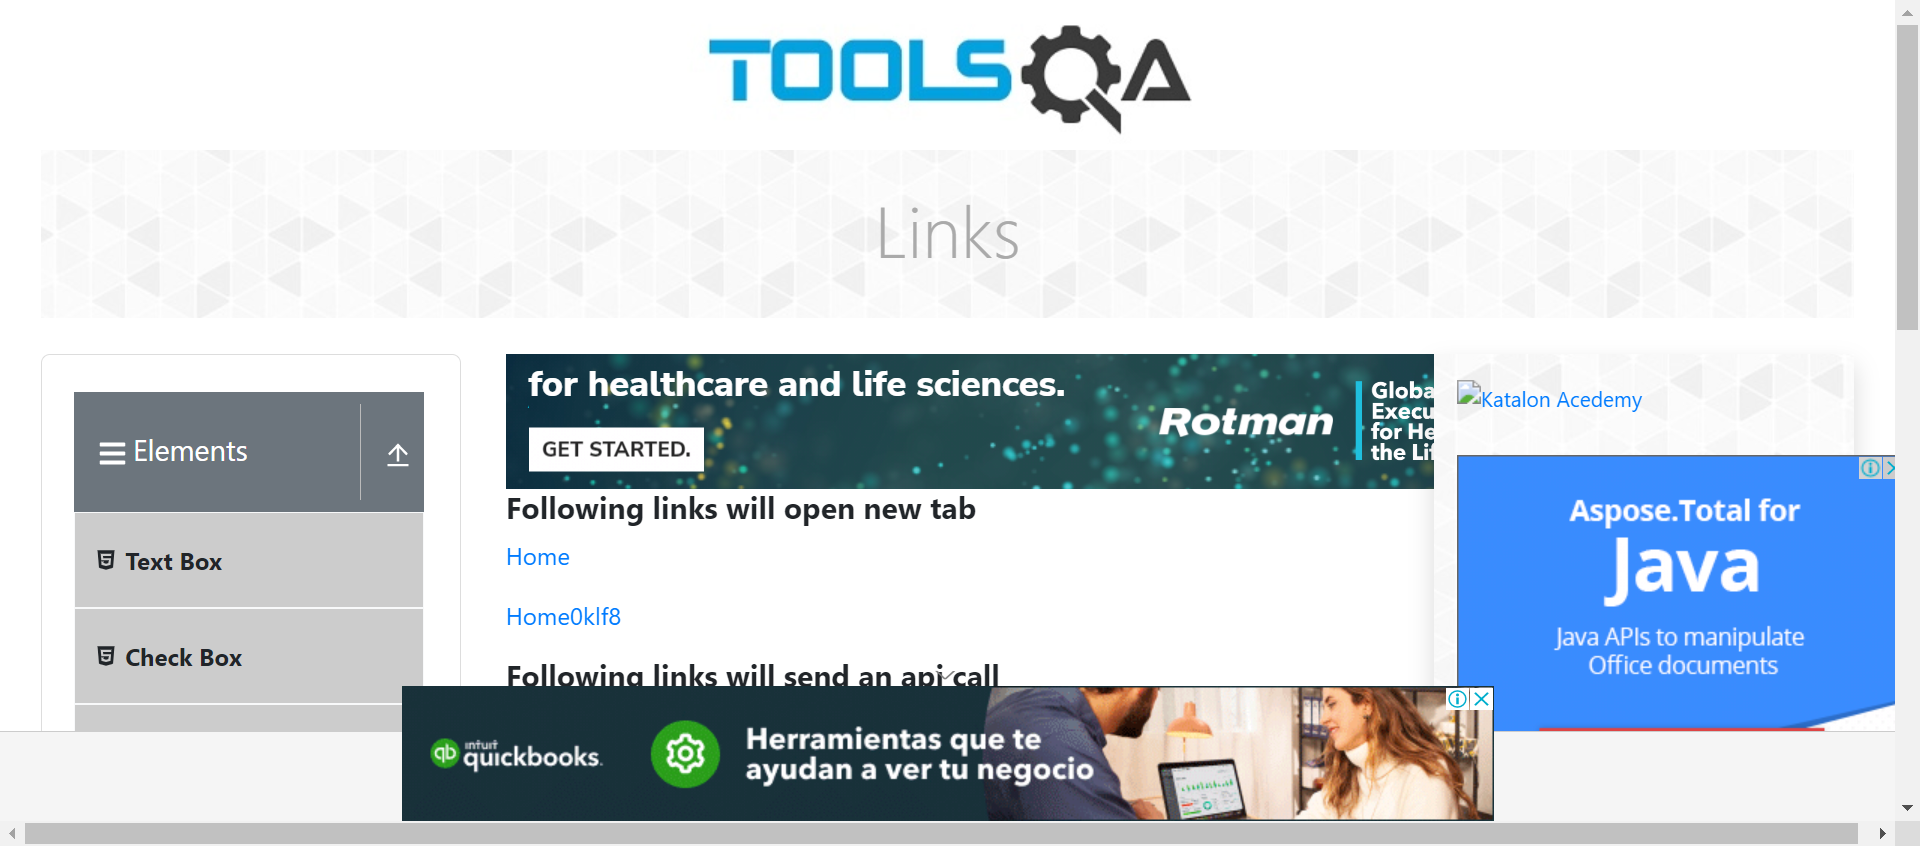 TOOLSQA
Links
Elements
Text Box
Check Box
for healthcare and life sciences.
GET STARTED.
Rotman
Globa
Execu
for He
the Lif
Following links will open new tab
Home
Home0klf8
Following links will send an api call
Katalon Acedemy
Aspose.Total for
Java
Java APIs to manipulate
Office documents
qb intuit
quickbooks.
Herramientas que te
ayudan a ver tu negocio